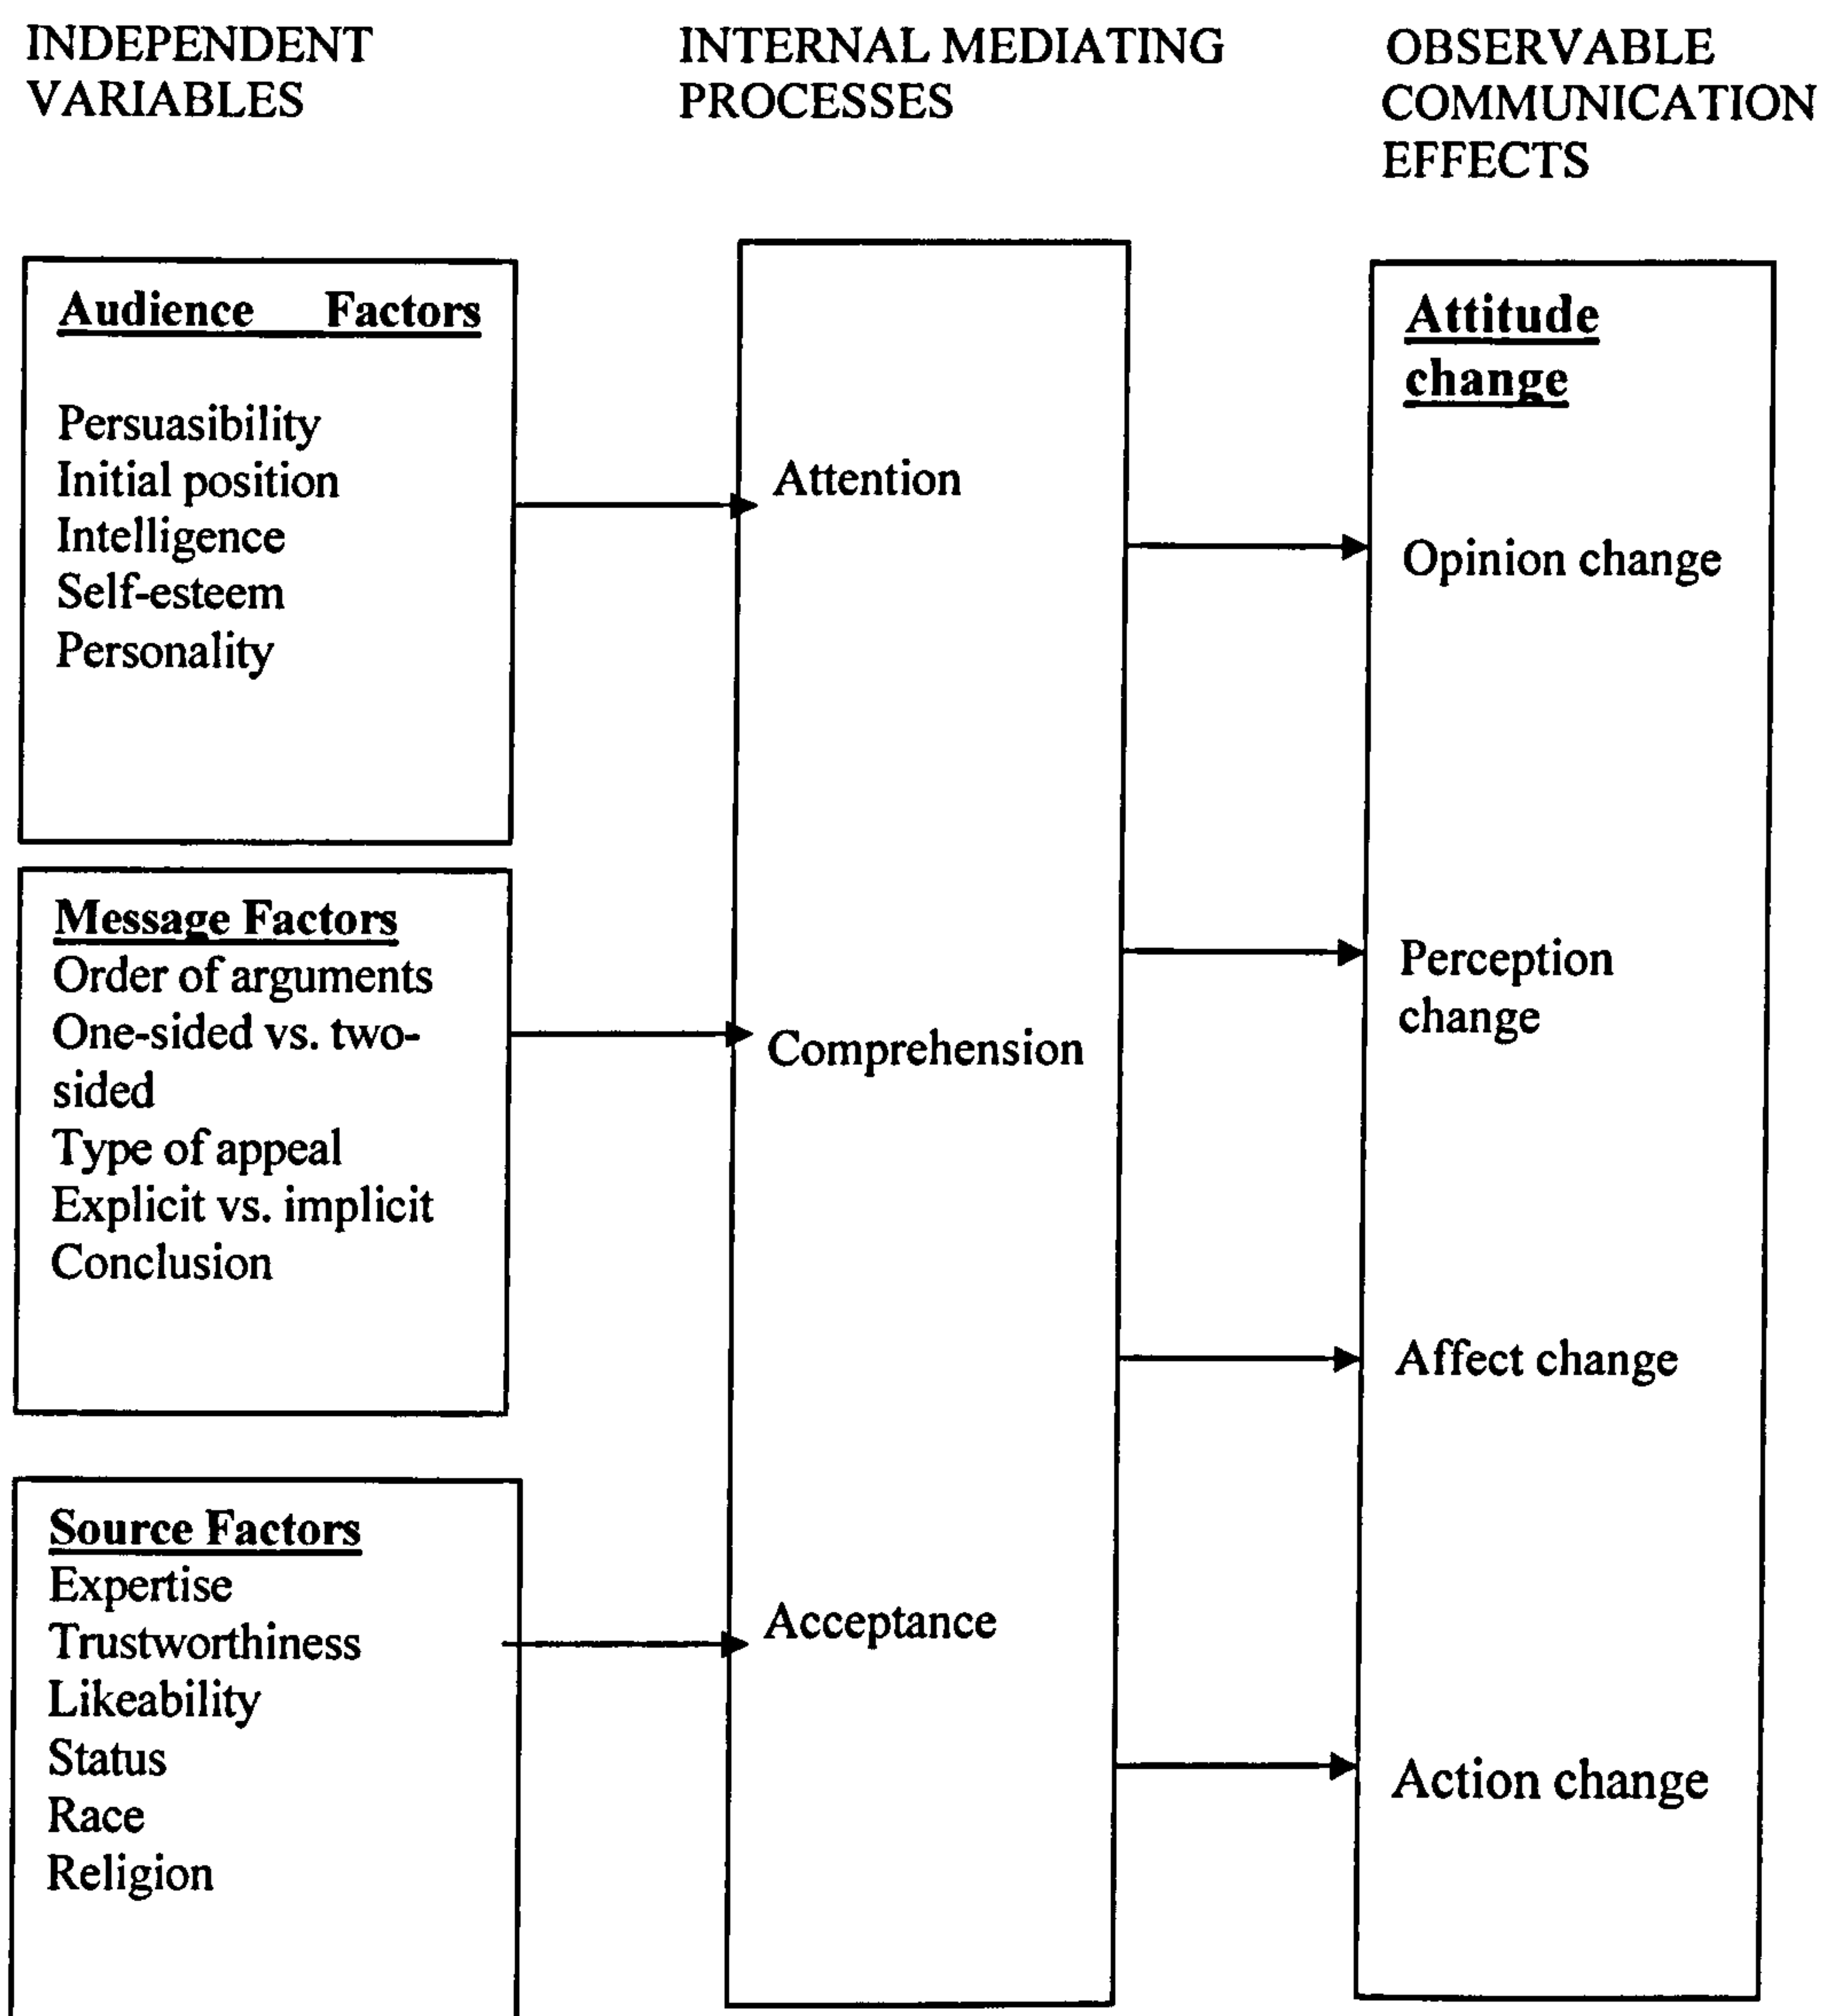 INDEPENDENT
VARIABLES
INTERNAL MEDIATING
PROCESSES
OBSERVABLE
COMMUNICATION
EFFECTS
Audience Factors
Persuasibility
Initial position
Intelligence
Self-esteem
Personality
Message Factors
Order of arguments
One-sided vs. two-
sided
Type of appeal
Explicit vs. implicit
Conclusion
Source Factors
Expertise
Trustworthiness
Likeability
Status
Race
Religion
Attention
Comprehension
Acceptance
Attitude
change
Opinion change
Perception
change
Affect change
Action change